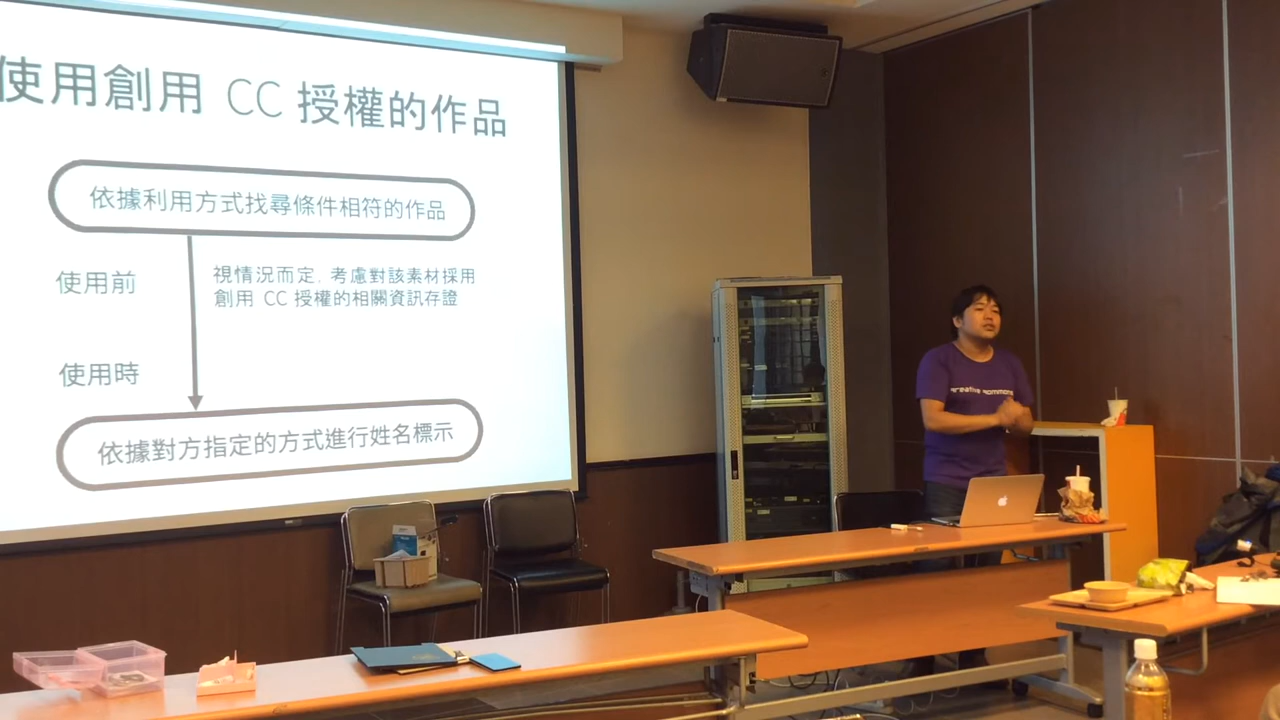 使用創用 CC 授權的作品
依據利用方式找尋條件相符的作品
使用前
視情況而定，考慮對該素材採用
創用 CC 授權的相關資訊存證
使用時
依據對方指定的方式進行姓名標示
creative commons